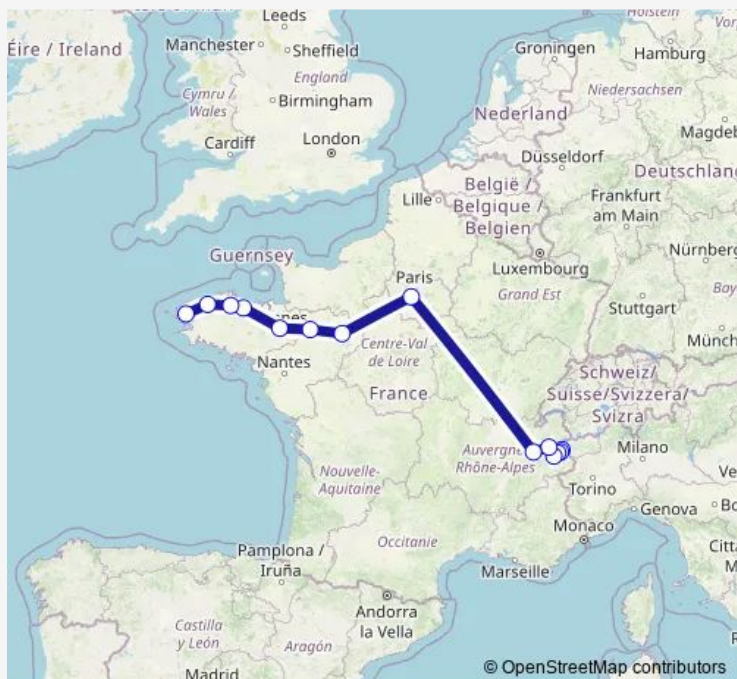 Leeds
Holstein
Éire / Ireland
Manchester
Sheffield
Groningen
Hamburg
England
Cymru /
Wales
Birmingham
Niedersachsen
Nederland
Cardiff
London
Düsseldorf
Deutschland
België /
Belgique /
Belgien
Lille
Frankfurt
am Main
Guernsey
Luxembourg
Nürnberg
Paris
Grand Est
Stuttgart
Centre-Val
de Loire
Nantes
Schweiz/
Suisse/Svizzera/
Svizra
France
Auvergne
Rhône-Alpes
Milano
Nouvelle-
Aquitaine
Torino
Genova
Monaco
Occitanie
Pamplona /
Iruña
Marseille
Andorra
la Vella
Castilla
y León
Aragón
Madrid
© OpenStreetMap contributors